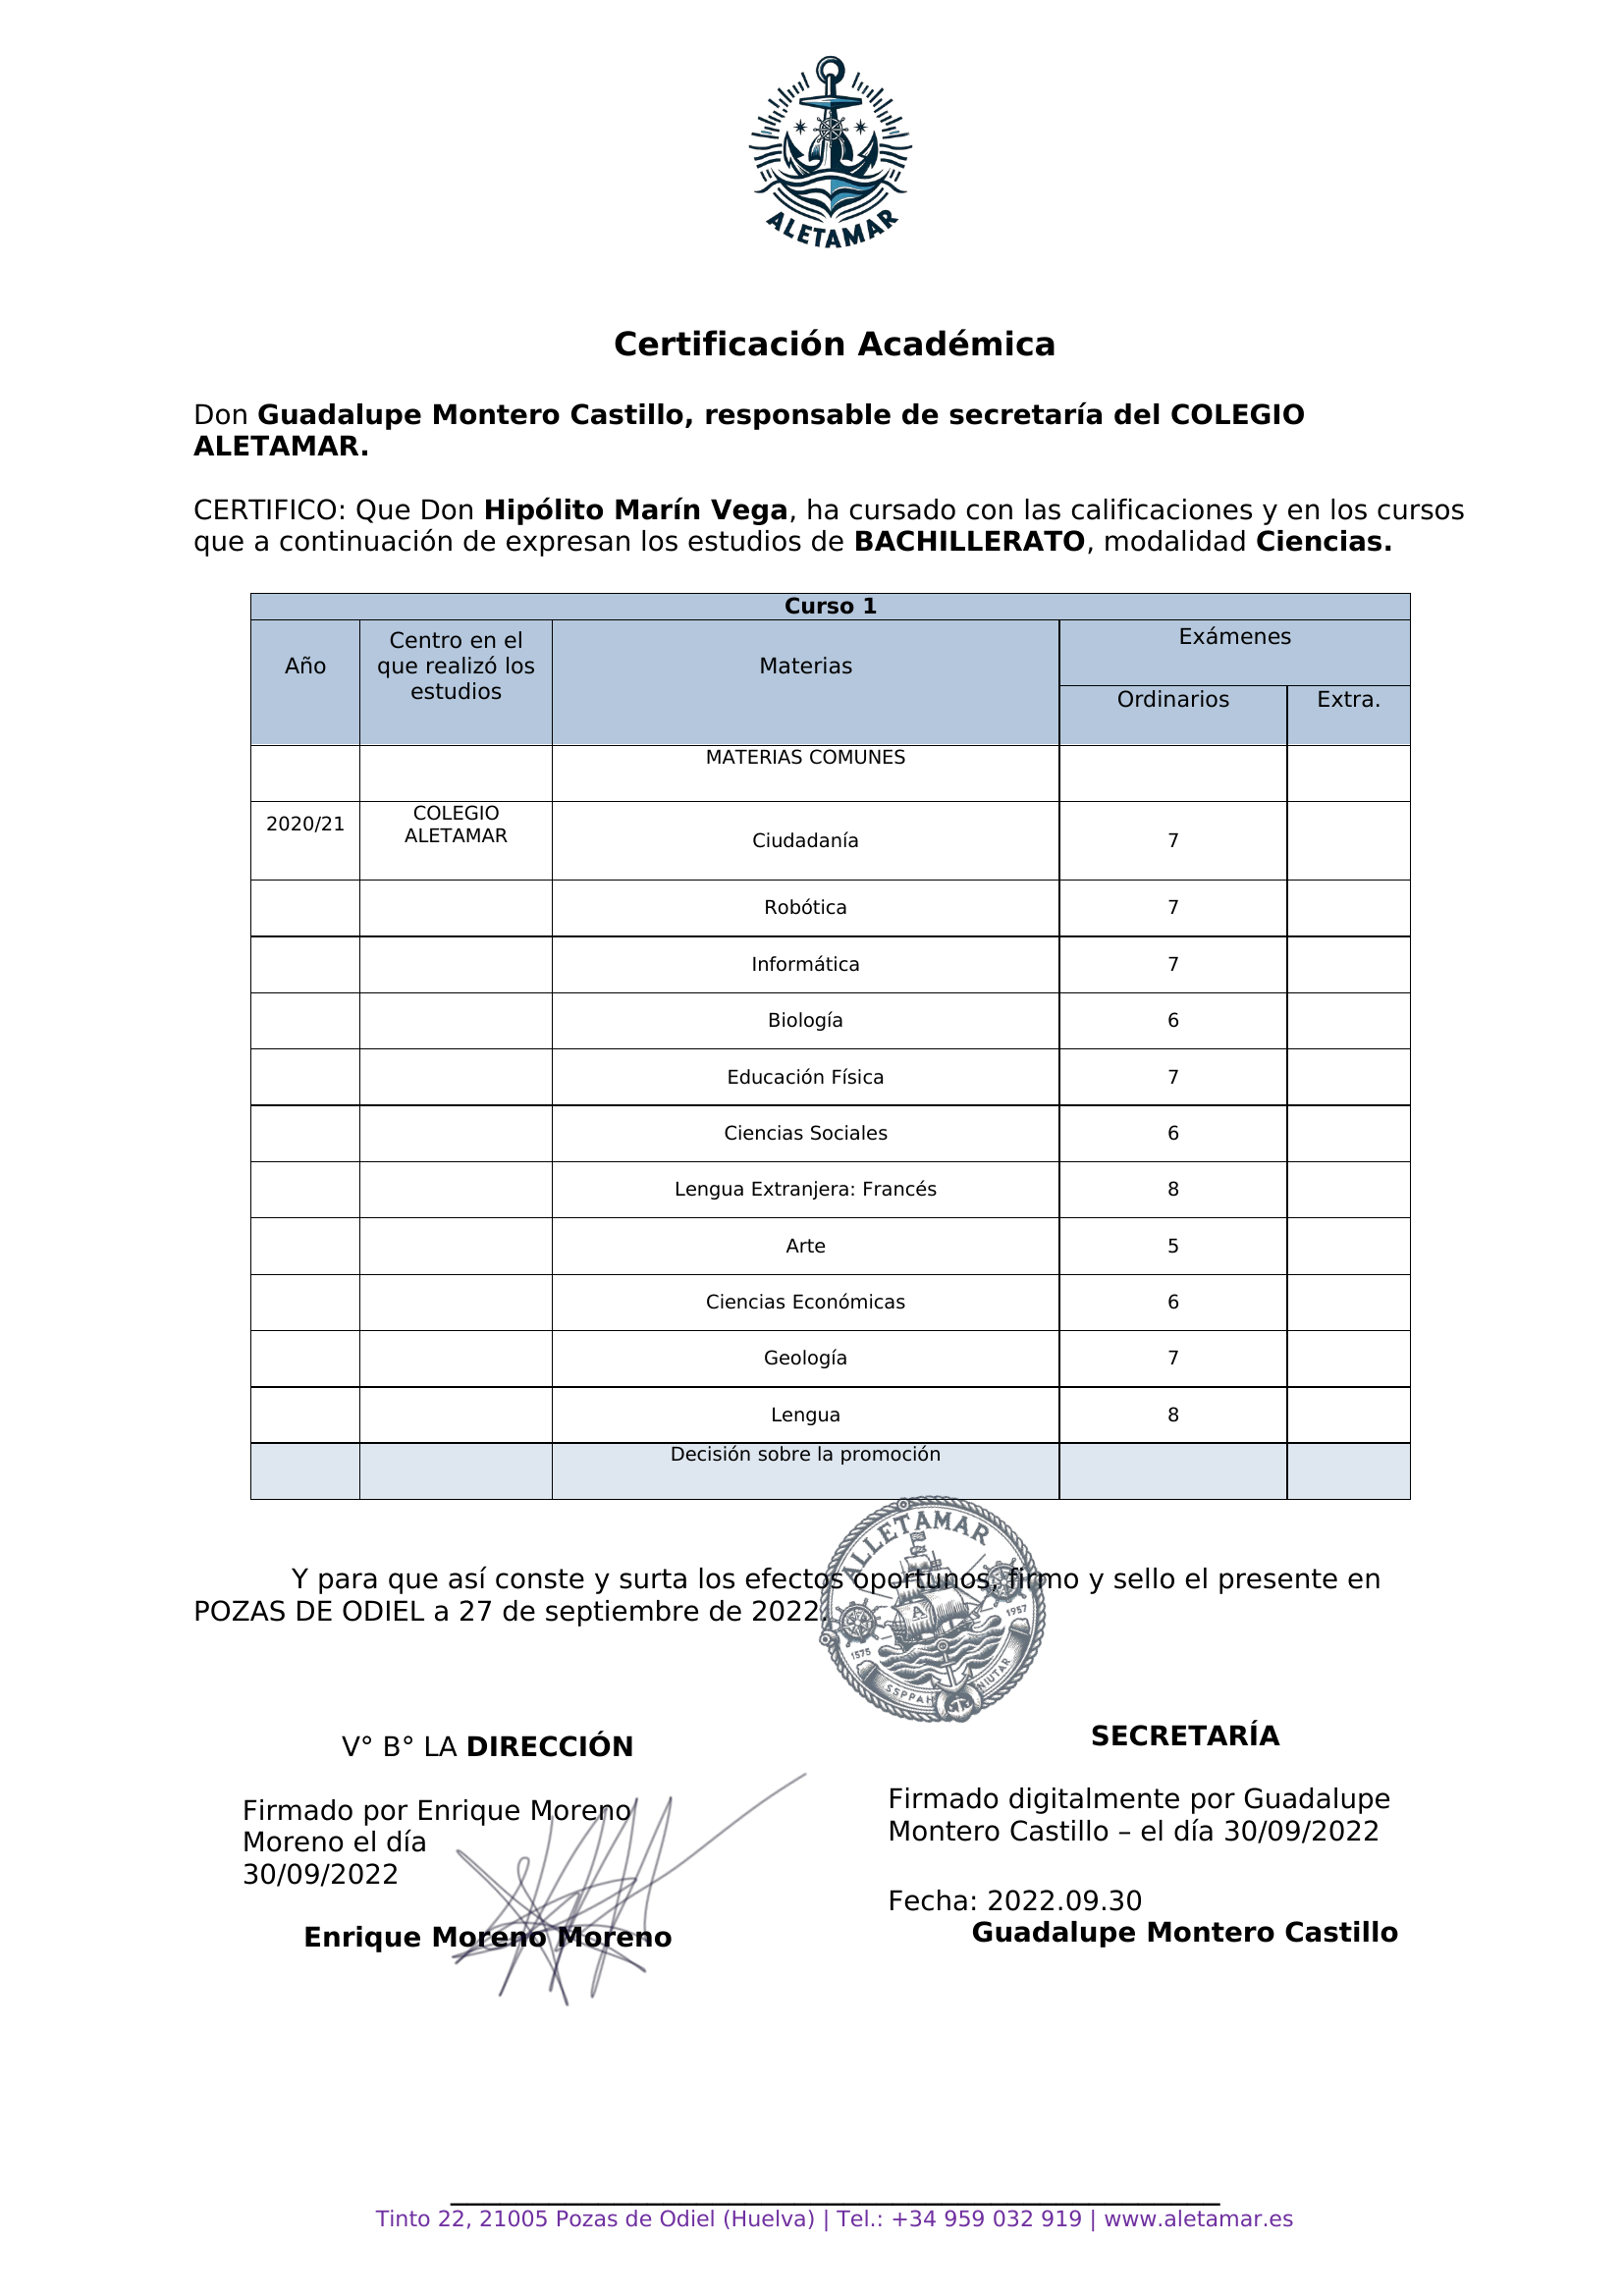 ALETAMAR
Certificación Académica
Don Guadalupe Montero Castillo, responsable de secretaría del COLEGIO
ALETAMAR.
CERTIFICO: Que Don Hipólito Marín Vega, ha cursado con las calificaciones y en los cursos
que a continuación de expresan los estudios de BACHILLERATO, modalidad Ciencias.
Curso 1
Año
Centro en el
que realizó los
estudios
Materias
Exámenes
Ordinarios
Extra.
MATERIAS COMUNES
2020/21
COLEGIO
ALETAMAR
Ciudadanía 7
Robótica 7
Informática 7
Biología 6
Educación Física 7
Ciencias Sociales 6
Lengua Extranjera: Francés 8
Arte 5
Ciencias Económicas 6
Geología 7
Lengua 8
Decisión sobre la promoción
ALLETAMAR
A
1575
1957
SSPPAH
NIUTAR
Y para que así conste y surta los efectos oportunos, firmo y sello el presente en
POZAS DE ODIEL a 27 de septiembre de 2022.
V° B° LA DIRECCIÓN
Firmado por Enrique Moreno
Moreno el día
30/09/2022
Enrique Moreno Moreno
SECRETARÍA
Firmado digitalmente por Guadalupe
Montero Castillo – el día 30/09/2022
Fecha: 2022.09.30
Guadalupe Montero Castillo
Tinto 22, 21005 Pozas de Odiel (Huelva) | Tel.: +34 959 032 919 | www.aletamar.es